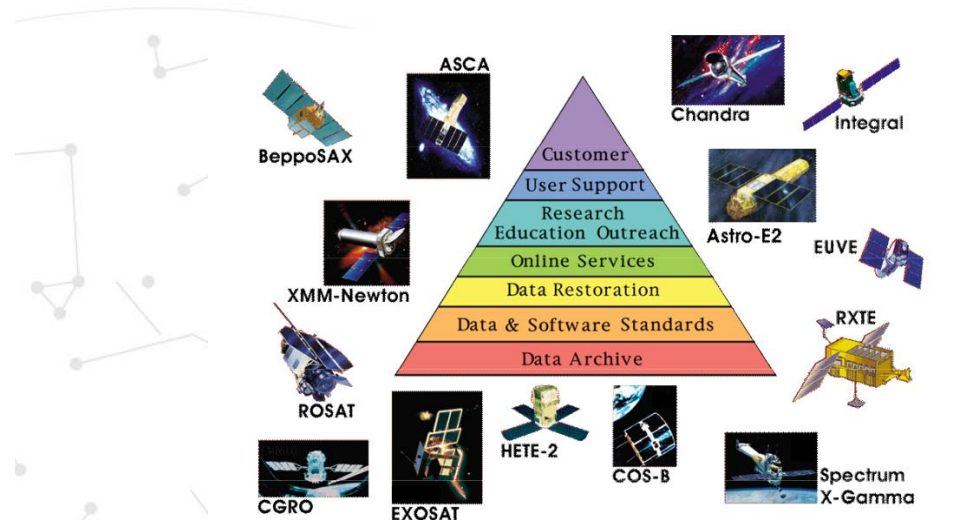 ASCA
Chandra
Integral
BeppoSAX
Customer
User Support
Research
Education Outreach
Astro-E2
EUVE
Online Services
XMM-Newton
Data Restoration
RXTE
Data & Software Standards
Data Archive
ROSAT
HETE-2
COS-B
Spectrum
X-Gamma
CGRO
EXOSAT